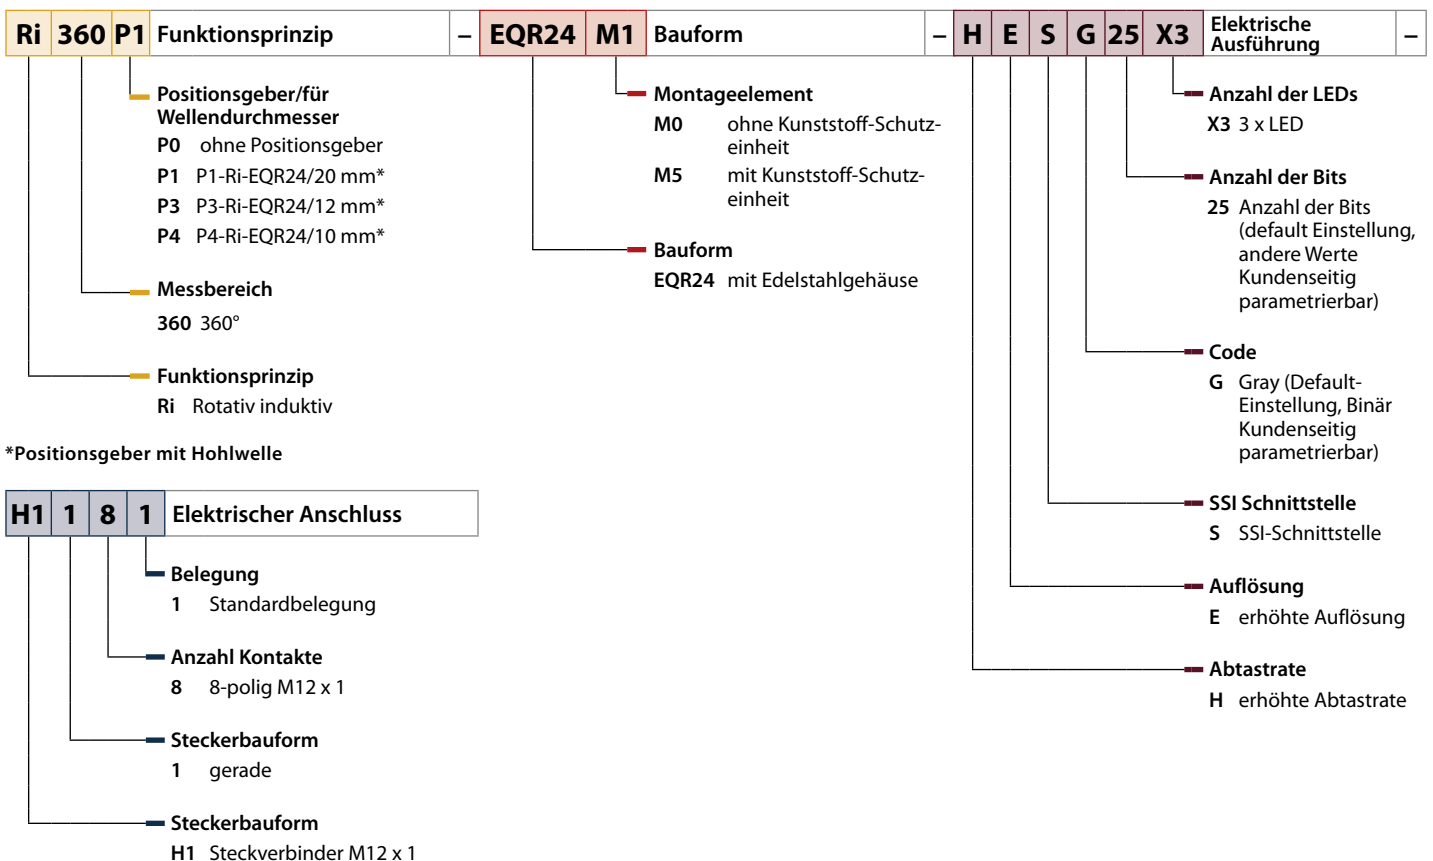 Ri 360 P1 Funktionsprinzip – EQR24 M1 Bauform – H E S G 25 X3 Elektrische
Ausführung –
Positionsgeber/für
Wellendurchmesser
P0 ohne Positionsgeber
P1 P1-Ri-EQR24/20 mm*
P3 P3-Ri-EQR24/12 mm*
P4 P4-Ri-EQR24/10 mm*
Messbereich
360 360°
Funktionsprinzip
Ri Rotativ induktiv
*Positionsgeber mit Hohlwelle
Montageelement
M0 ohne Kunststoff-Schutz-
einheit
M5 mit Kunststoff-Schutz-
einheit
Bauform
EQR24 mit Edelstahlgehäuse
Anzahl der LEDs
X3 3 x LED
Anzahl der Bits
25 Anzahl der Bits
(default Einstellung,
andere Werte
Kundenseitig
parametrierbar)
Code
G Gray (Default-
Einstellung, Binär
Kundenseitig
parametrierbar)
SSI Schnittstelle
S SSI-Schnittstelle
Auflösung
E erhöhte Auflösung
Abtastrate
H erhöhte Abtastrate
H1 1 8 1 Elektrischer Anschluss
Belegung
1 Standardbelegung
Anzahl Kontakte
8 8-polig M12 x 1
Steckerbauform
1 gerade
Steckerbauform
H1 Steckverbinder M12 x 1